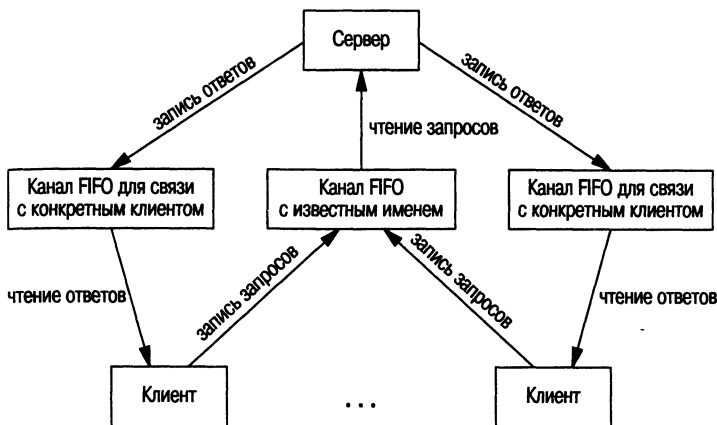 Сервер
запись ответов
запись ответов
чтение запросов
Канал FIFO для связи
с конкретным клиентом
Канал FIFO
с известным именем
Канал FIFO для связи
с конкретным клиентом
чтение ответов
запись запросов
запись запросов
чтение ответов
Клиент
. . .
Клиент